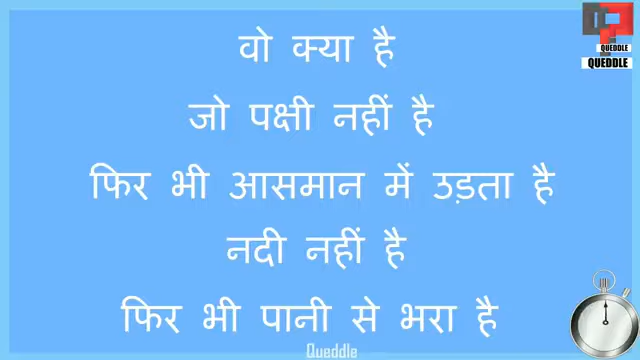 QUEDDLE
QUEDDLE
वो क्या है
जो पक्षी नहीं है
फिर भी आसमान में उड़ता है
नदी नहीं है
फिर भी पानी से भरा है
Queddle